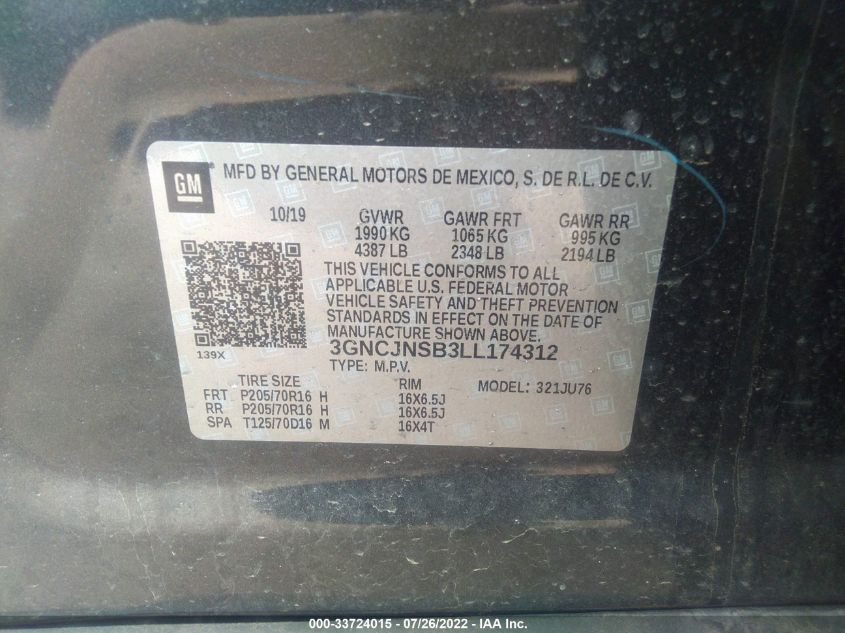 GM
MFD BY GENERAL MOTORS DE MEXICO, S. DE R.L. DE C.V.
10/19 GVWR GAWR FRT GAWR RR
1990 KG 1065 KG 995 KG
4387 LB 2348 LB 2194 LB
THIS VEHICLE CONFORMS TO ALL
APPLICABLE U.S. FEDERAL MOTOR
VEHICLE SAFETY AND THEFT PREVENTION
STANDARDS IN EFFECT ON THE DATE OF
MANUFACTURE SHOWN ABOVE.
139X 3GNCJNSB3LL174312
TYPE: M.P.V.
TIRE SIZE RIM MODEL: 321JU76
FRT P205/70R16 H 16X6.5J
RR P205/70R16 H 16X6.5J
SPA T125/70D16 M 16X4T
000-33724015 - 07/26/2022 - IAA Inc.